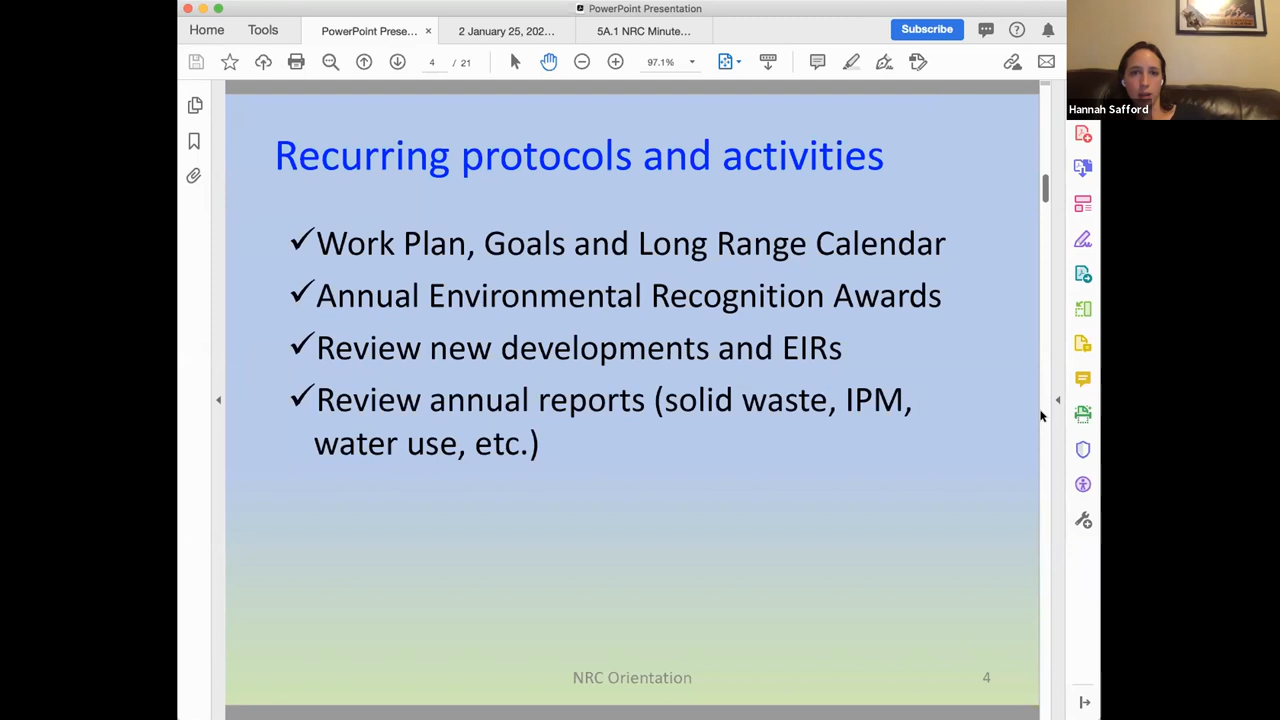 PowerPoint Presentation
Home
Tools
PowerPoint Prese...
×
2 January 25, 202...
5A.1 NRC Minute...
Subscribe
4 / 21
97.1%
Hannah Safford
Recurring protocols and activities
✓Work Plan, Goals and Long Range Calendar
✓Annual Environmental Recognition Awards
✓Review new developments and EIRs
✓Review annual reports (solid waste, IPM,
water use, etc.)
NRC Orientation
4